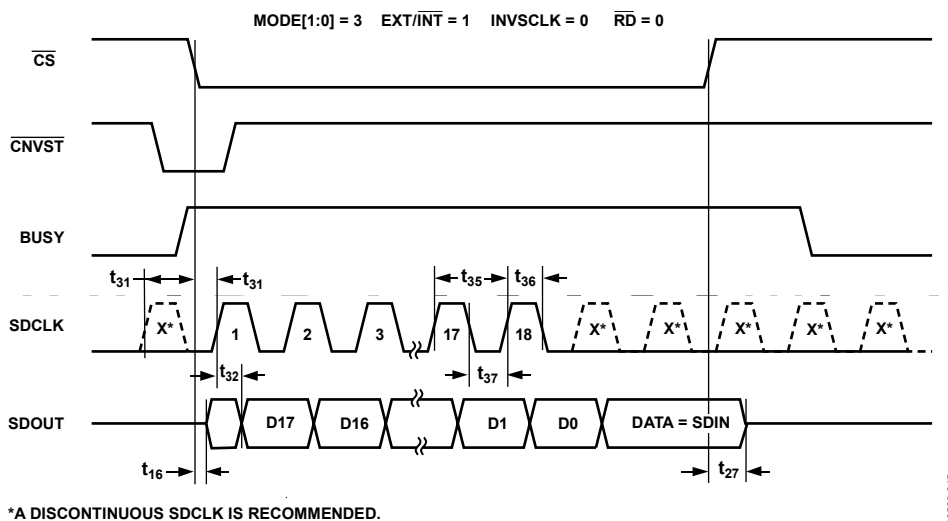 MODE[1:0] = 3 EXT/INT = 1 INVSCLK = 0 RD = 0
CS
CNVST
BUSY
t31 t31 t35 t36
SDCLK X* 1 2 3 17 18 X* X* X* X* X*
t32 t37
SDOUT D17 D16 D1 D0 DATA = SDIN
t16 t27
*A DISCONTINUOUS SDCLK IS RECOMMENDED.